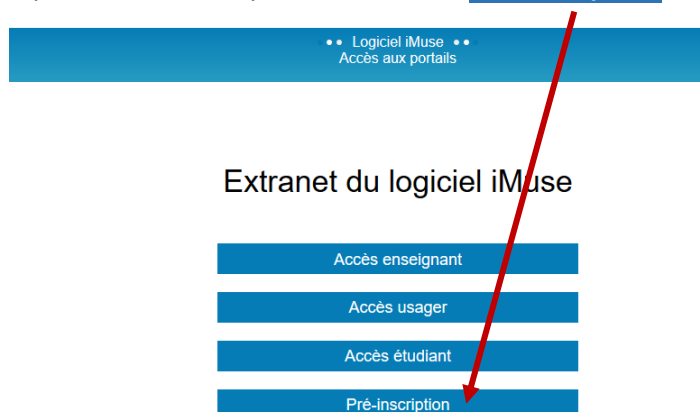 •• Logiciel iMuse ••
Accès aux portails
Extranet du logiciel iMuse
Accès enseignant
Accès usager
Accès étudiant
Pré-inscription